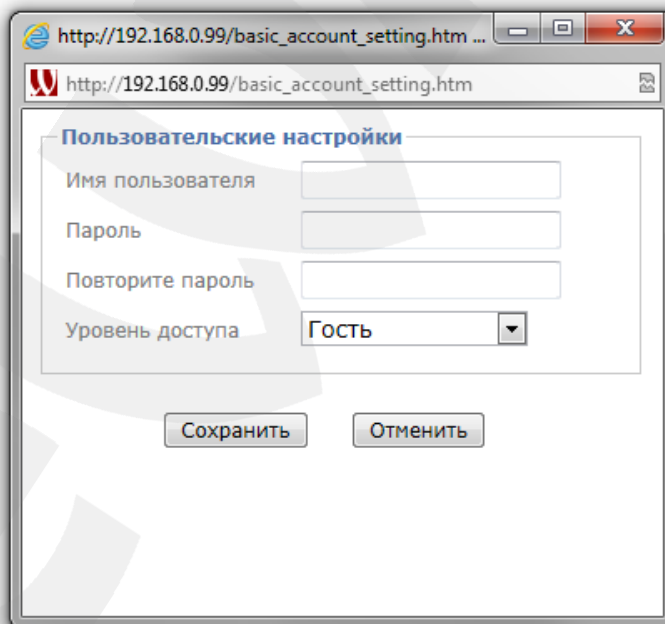 http://192.168.0.99/basic_account_setting.htm ...
http://192.168.0.99/basic_account_setting.htm
Пользовательские настройки
Имя пользователя
Пароль
Повторите пароль
Уровень доступа Гость
Сохранить Отменить